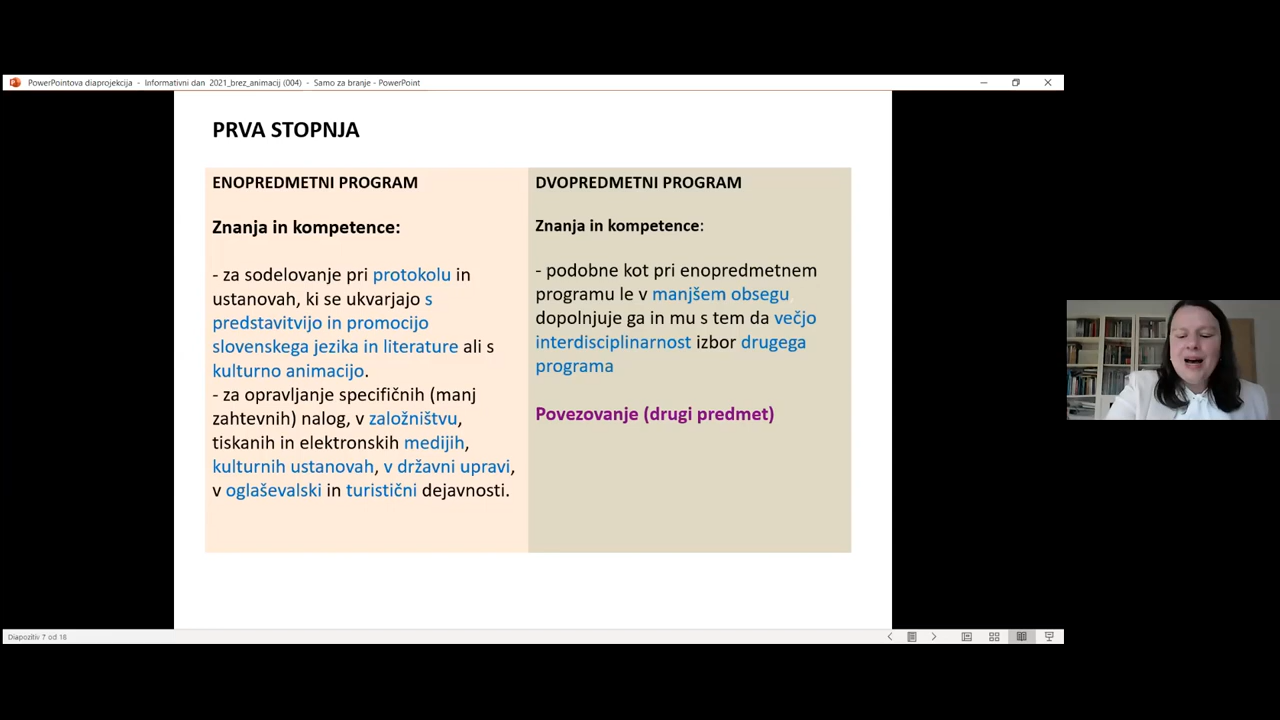 PowerPointova diaprojekcija - Informativni dan 2021_brez_animacij (004) - Samo za branje - PowerPoint
PRVA STOPNJA
ENOPREDMETNI PROGRAM
Znanja in kompetence:
- za sodelovanje pri protokolu in
ustanovah, ki se ukvarjajo s
predstavitvijo in promocijo
slovenskega jezika in literature ali s
kulturno animacijo.
- za opravljanje specifičnih (manj
zahtevnih) nalog, v založništvu,
tiskanih in elektronskih medijih,
kulturnih ustanovah, v državni upravi,
v oglaševalski in turistični dejavnosti.
DVOPREDMETNI PROGRAM
Znanja in kompetence:
- podobne kot pri enopredmetnem
programu le v manjšem obsegu,
dopolnjuje ga in mu s tem da večjo
interdisciplinarnost izbor drugega
programa
Povezovanje (drugi predmet)
Diapozitiv 7 od 18